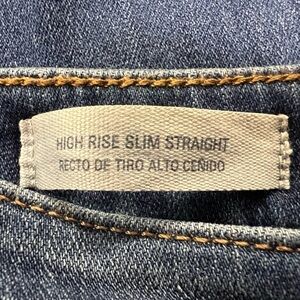 HIGH RISE SLIM STRAIGHT
RECTO DE TIRO ALTO CEÑIDO